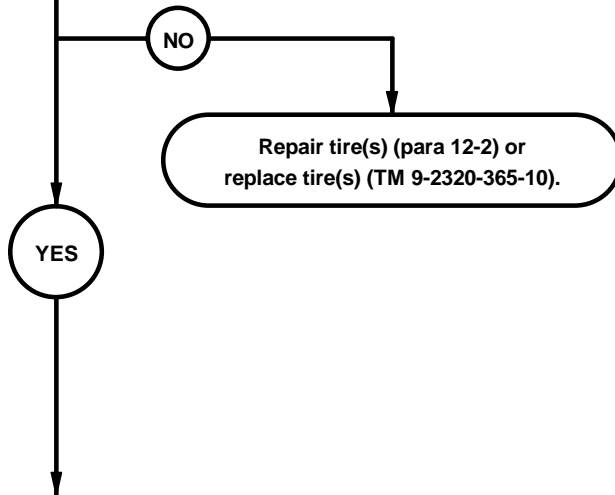 NO
Repair tire(s) (para 12-2) or
replace tire(s) (TM 9-2320-365-10).
YES